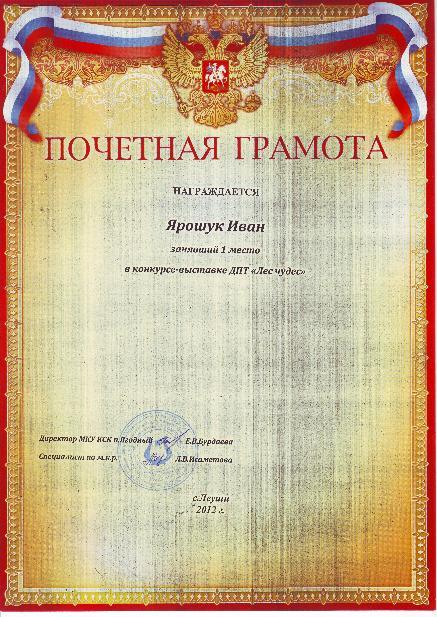 ПОЧЕТНАЯ ГРАМОТА
НАГРАЖДАЕТСЯ
Ярошук Иван
занявший 1 место
в конкурсе-выставке ДПТ «Лес чудес»
Директор МКУ КСК п.Ягодный Е.В.Бурдаева
Специалист по м.к.р. Л.В.Исаметова
с.Леуши
2012 г.